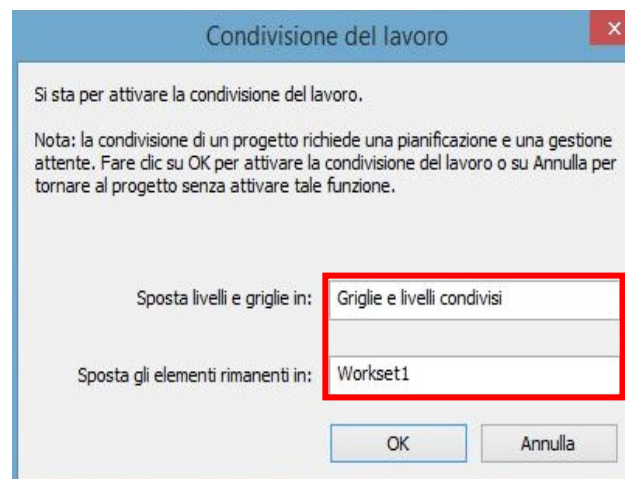 Condivisione del lavoro
Si sta per attivare la condivisione del lavoro.
Nota: la condivisione di un progetto richiede una pianificazione e una gestione
attente. Fare clic su OK per attivare la condivisione del lavoro o su Annulla per
tornare al progetto senza attivare tale funzione.
Sposta livelli e griglie in: Griglie e livelli condivisi
Sposta gli elementi rimanenti in: Workset1
OK Annulla